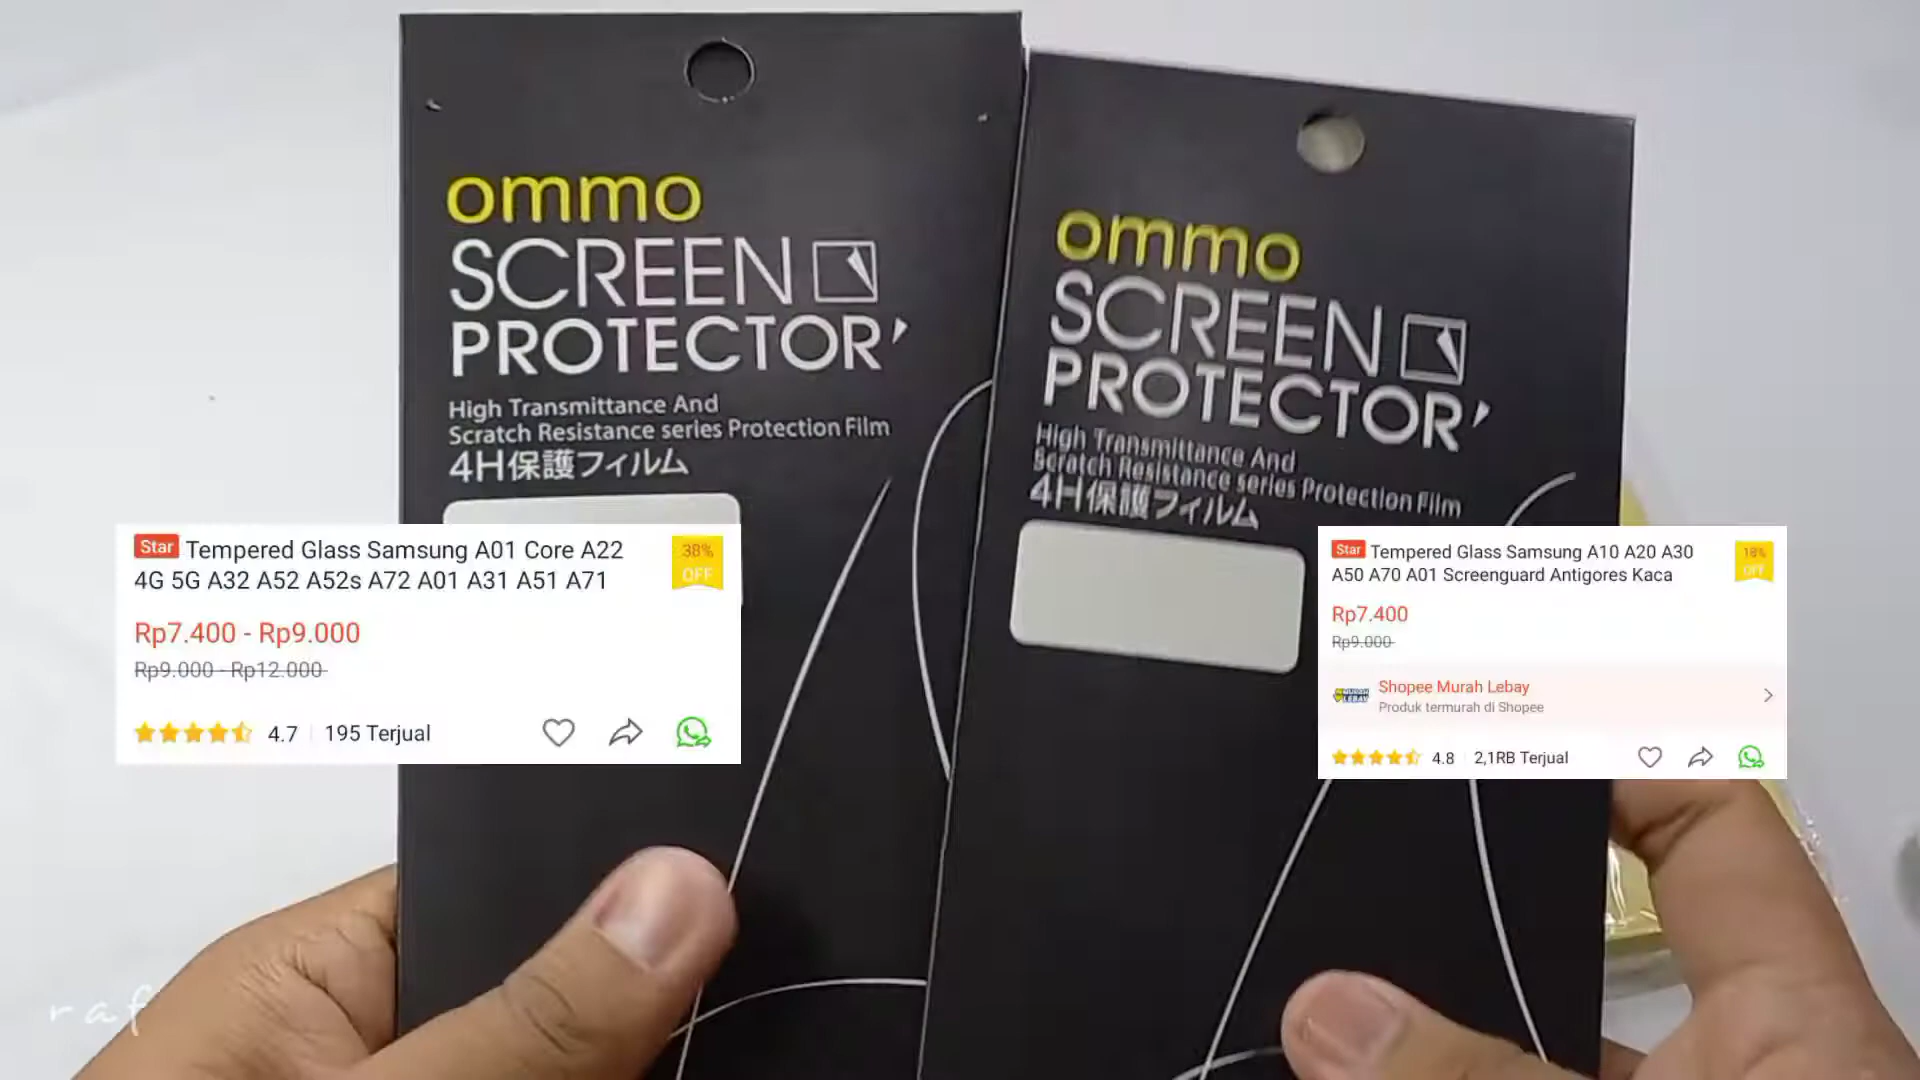 ommo
SCREEN
PROTECTOR
High Transmittance And
Scratch Resistance series Protection Film
4H保護フィルム
ommo
SCREEN
PROTECTOR
High Transmittance And
Scratch Resistance series Protection Film
4H保護フィルム
Star Tempered Glass Samsung A01 Core A22
4G 5G A32 A52 A52s A72 A01 A31 A51 A71
38%
OFF
Rp7.400 - Rp9.000
Rp9.000 - Rp12.000
4.7 195 Terjual
Star Tempered Glass Samsung A10 A20 A30
A50 A70 A01 Screenguard Antigores Kaca
18%
OFF
Rp7.400
Rp9.000
MURAH
LEBAY
Shopee Murah Lebay
Produk termurah di Shopee
4.8 2,1RB Terjual
raf